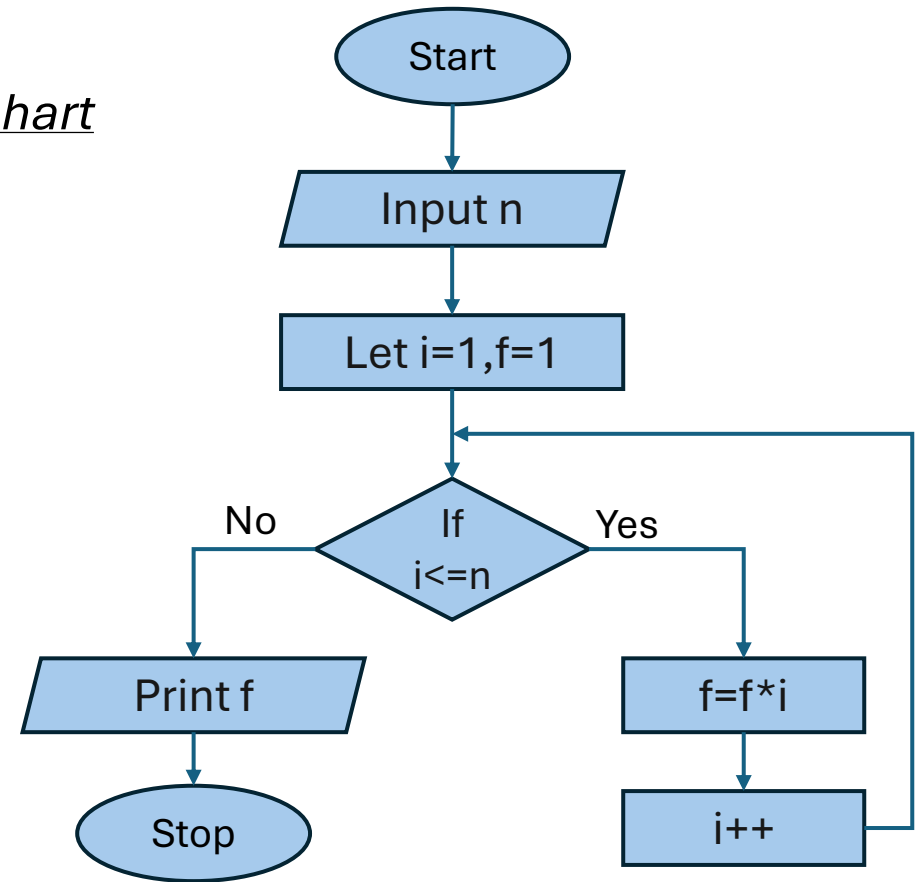 hart
Start
Input n
Let i=1,f=1
If
i<=n
No
Yes
Print f
f=f*i
Stop
i++